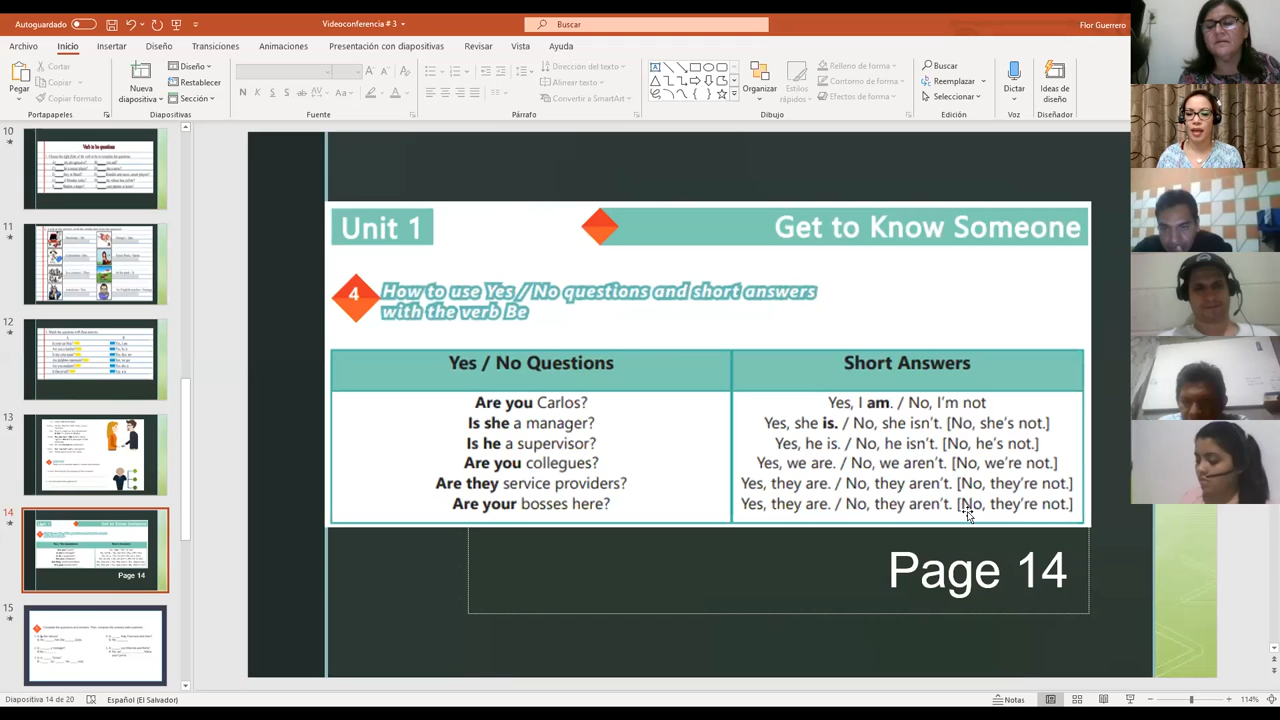 Autoguardado
Videoconferencia # 3
Buscar
Flor Guerrero
Archivo Inicio Insertar Diseño Transiciones Animaciones Presentación con diapositivas Revisar Vista Ayuda
Pegar
Cortar
Copiar
Copiar formato
Portapapeles
Nueva diapositiva
Diseño
Restablecer
Sección
Diapositivas
Fuente
Alinear texto
Convertir a SmartArt
Párrafo
Organizar
Estilos rápidos
Relleno de forma
Contorno de forma
Efectos de forma
Dibujo
Buscar
Reemplazar
Seleccionar
Edición
Dictar
Voz
Ideas de diseño
Diseñador
10
11
12
13
14
Page 14
15
Unit 1
Get to Know Someone
4
How to use Yes / No questions and short answers
with the verb Be
Yes / No Questions Short Answers
Are you Carlos? Yes, I am. / No, I'm not
Is she a manager? Yes, she is. / No, she isn't. [No, she's not.]
Is he a supervisor? Yes, he is. / No, he isn't. [No, he's not.]
Are you collegues? Yes, we are. / No, we aren't. [No, we're not.]
Are they service providers? Yes, they are. / No, they aren't. [No, they're not.]
Are your bosses here? Yes, they are. / No, they aren't. [No, they're not.]
Page 14
Diapositiva 14 de 20 Español (El Salvador) Notas 114%